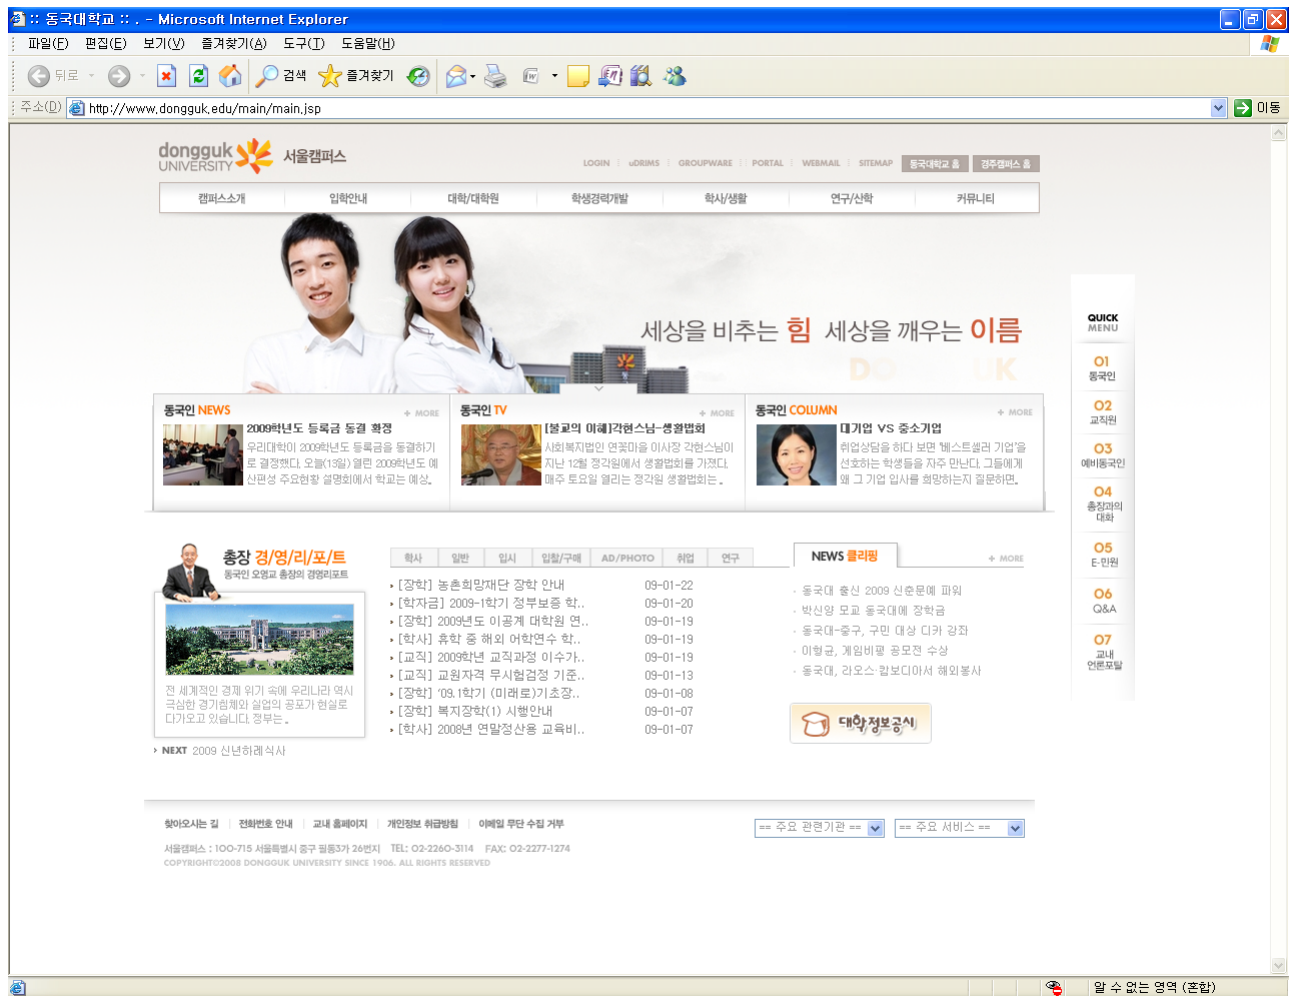 :: 동국대학교 :: . - Microsoft Internet Explorer
파일(F) 편집(E) 보기(V) 즐겨찾기(A) 도구(T) 도움말(H)
뒤로 검색 즐겨찾기
주소(D) http://www.dongguk.edu/main/main.jsp 이동
dongguk UNIVERSITY 서울캠퍼스
LOGIN uDRIMS GROUPWARE PORTAL WEBMAIL SITEMAP 동국대학교 홈 경주캠퍼스 홈
캠퍼스소개 입학안내 대학/대학원 학생경력개발 학사/생활 연구/산학 커뮤니티
세상을 비추는 힘 세상을 깨우는 이름
동국인 NEWS + MORE
2009학년도 등록금 동결 확정
우리대학이 2009학년도 등록금을 동결하기
로 결정했다. 오늘(13일) 열린 2009학년도 예
산편성 주요현황 설명회에서 학교는 예상..
동국인 TV + MORE
[불교의 이해]각현스님-생활법회
사회복지법인 연꽃마을 이사장 각현스님이
지난 12월 정각원에서 생활법회를 가졌다.
매주 토요일 열리는 정각원 생활법회는..
동국인 COLUMN + MORE
대기업 VS 중소기업
취업상담을 하다 보면 '베스트셀러 기업'을
선호하는 학생들을 자주 만난다. 그들에게
왜 그 기업 입사를 희망하는지 질문하면..
QUICK
MENU
01
동국인
02
교직원
03
예비동국인
04
총장과의
대화
05
E-민원
06
Q&A
07
교내
언론포탈
총장 경/영/리/포/트
동국인 오영교 총장의 경영리포트
전 세계적인 경제 위기 속에 우리나라 역시
극심한 경기침체와 실업의 공포가 현실로
다가오고 있습니다. 정부는..
NEXT 2009 신년하례식사
학사 일반 입시 입찰/구매 AD/PHOTO 취업 연구
[장학] 농촌희망재단 장학 안내 09-01-22
[학자금] 2009-1학기 정부보증 학.. 09-01-20
[장학] 2009년도 이공계 대학원 연.. 09-01-19
[학사] 휴학 중 해외 어학연수 학.. 09-01-19
[교직] 2009학년 교직과정 이수가.. 09-01-19
[교직] 교원자격 무시험검정 기준.. 09-01-13
[장학] '09.1학기 (미래로)기초장.. 09-01-08
[장학] 복지장학(1) 시행안내 09-01-07
[학사] 2008년 연말정산용 교육비.. 09-01-07
NEWS 클리핑 + MORE
동국대 출신 2009 신춘문예 파워
박신양 모교 동국대에 장학금
동국대-중구, 구민 대상 디카 강좌
이형균, 게임비평 공모전 수상
동국대, 라오스·캄보디아서 해외봉사
대학정보공시
찾아오시는 길 전화번호 안내 교내 홈페이지 개인정보 취급방침 이메일 무단 수집 거부
== 주요 관련기관 == == 주요 서비스 ==
서울캠퍼스 : 100-715 서울특별시 중구 필동3가 26번지 TEL: 02-2260-3114 FAX: 02-2277-1274
COPYRIGHT©2008 DONGGUK UNIVERSITY SINCE 1906. ALL RIGHTS RESERVED
알 수 없는 영역 (혼합)